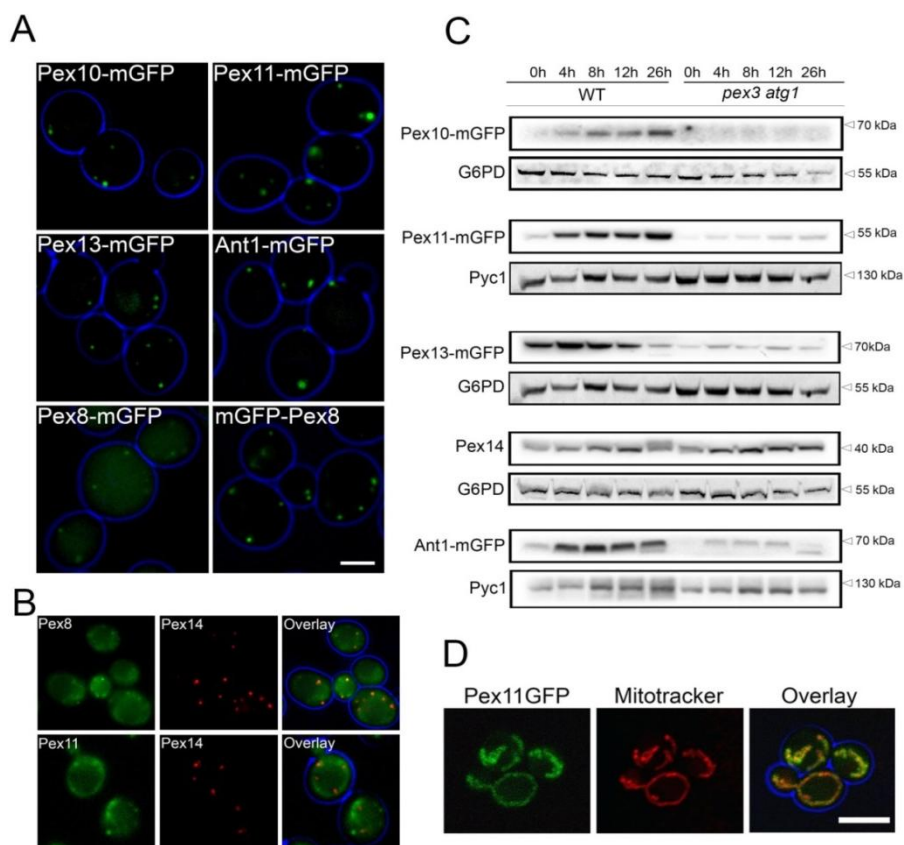 A
Pex10-mGFP Pex11-mGFP
Pex13-mGFP Ant1-mGFP
Pex8-mGFP mGFP-Pex8
B
Pex8 Pex14 Overlay
Pex11 Pex14 Overlay
C
0h 4h 8h 12h 26h 0h 4h 8h 12h 26h
WT pex3 atg1
Pex10-mGFP 70 kDa
G6PD 55 kDa
Pex11-mGFP 55 kDa
Pyc1 130 kDa
Pex13-mGFP 70kDa
G6PD 55 kDa
Pex14 40 kDa
G6PD 55 kDa
Ant1-mGFP 70 kDa
Pyc1 130 kDa
D
Pex11GFP Mitotracker Overlay